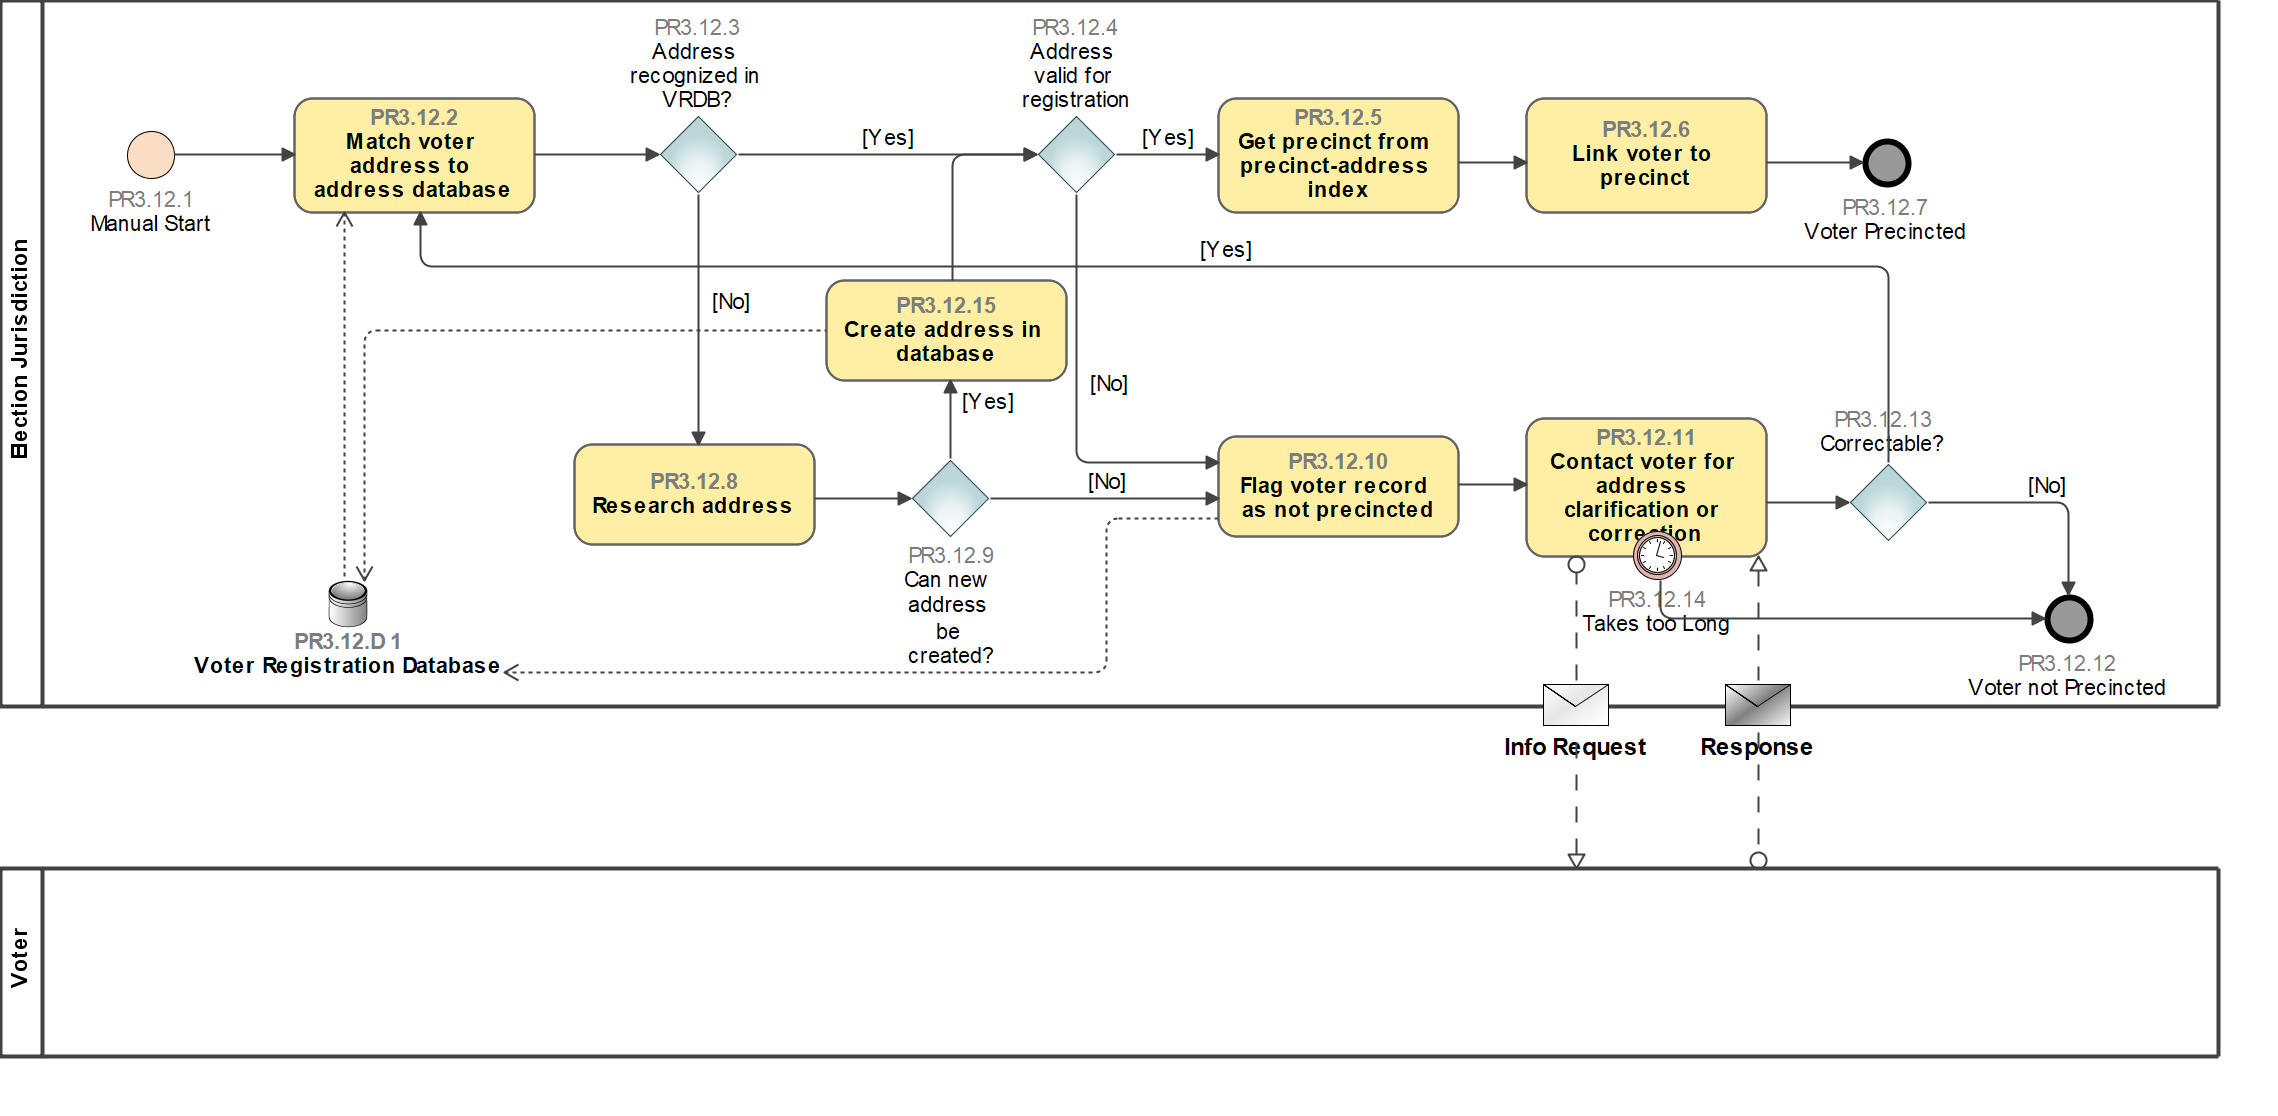 Election Jurisdiction
PR3.12.1
Manual Start
PR3.12.2
Match voter
address to
address database
PR3.12.3
Address
recognized in
VRDB?
[Yes]
[No]
PR3.12.4
Address
valid for
registration
[Yes]
[No]
PR3.12.5
Get precinct from
precinct-address
index
PR3.12.6
Link voter to
precinct
PR3.12.7
Voter Precincted
[Yes]
PR3.12.15
Create address in
database
[Yes]
PR3.12.8
Research address
PR3.12.9
Can new
address
be
created?
[No]
PR3.12.10
Flag voter record
as not precincted
PR3.12.11
Contact voter for
address
clarification or
correction
PR3.12.13
Correctable?
[No]
PR3.12.14
Takes too Long
PR3.12.12
Voter not Precincted
PR3.12.D 1
Voter Registration Database
Info Request
Response
Voter